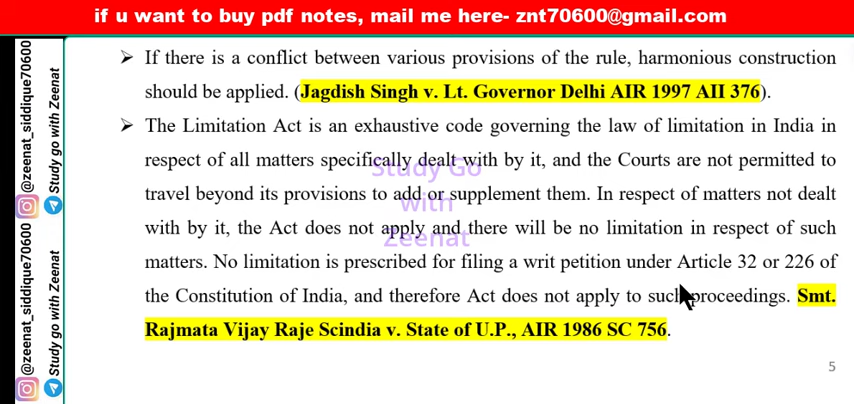 if u want to buy pdf notes, mail me here- znt70600@gmail.com
➢ If there is a conflict between various provisions of the rule, harmonious construction
should be applied. (Jagdish Singh v. Lt. Governor Delhi AIR 1997 AII 376).
➢ The Limitation Act is an exhaustive code governing the law of limitation in India in
respect of all matters specifically dealt with by it, and the Courts are not permitted to
travel beyond its provisions to add or supplement them. In respect of matters not dealt
with by it, the Act does not apply and there will be no limitation in respect of such
matters. No limitation is prescribed for filing a writ petition under Article 32 or 226 of
the Constitution of India, and therefore Act does not apply to such proceedings. Smt.
Rajmata Vijay Raje Scindia v. State of U.P., AIR 1986 SC 756.
5
Study Go
with
Zeenat
@zeenat_siddique70600
Study go with Zeenat
@zeenat_siddique70600
Study go with Zeenat